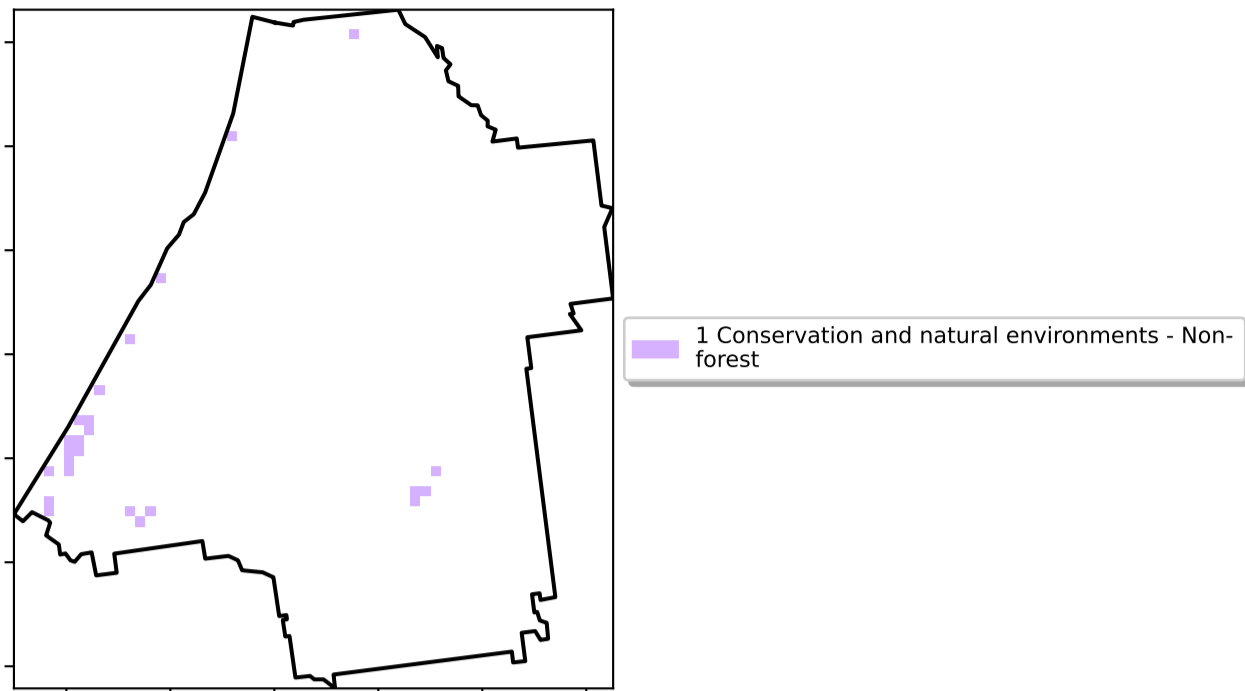 1 Conservation and natural environments - Non-
forest